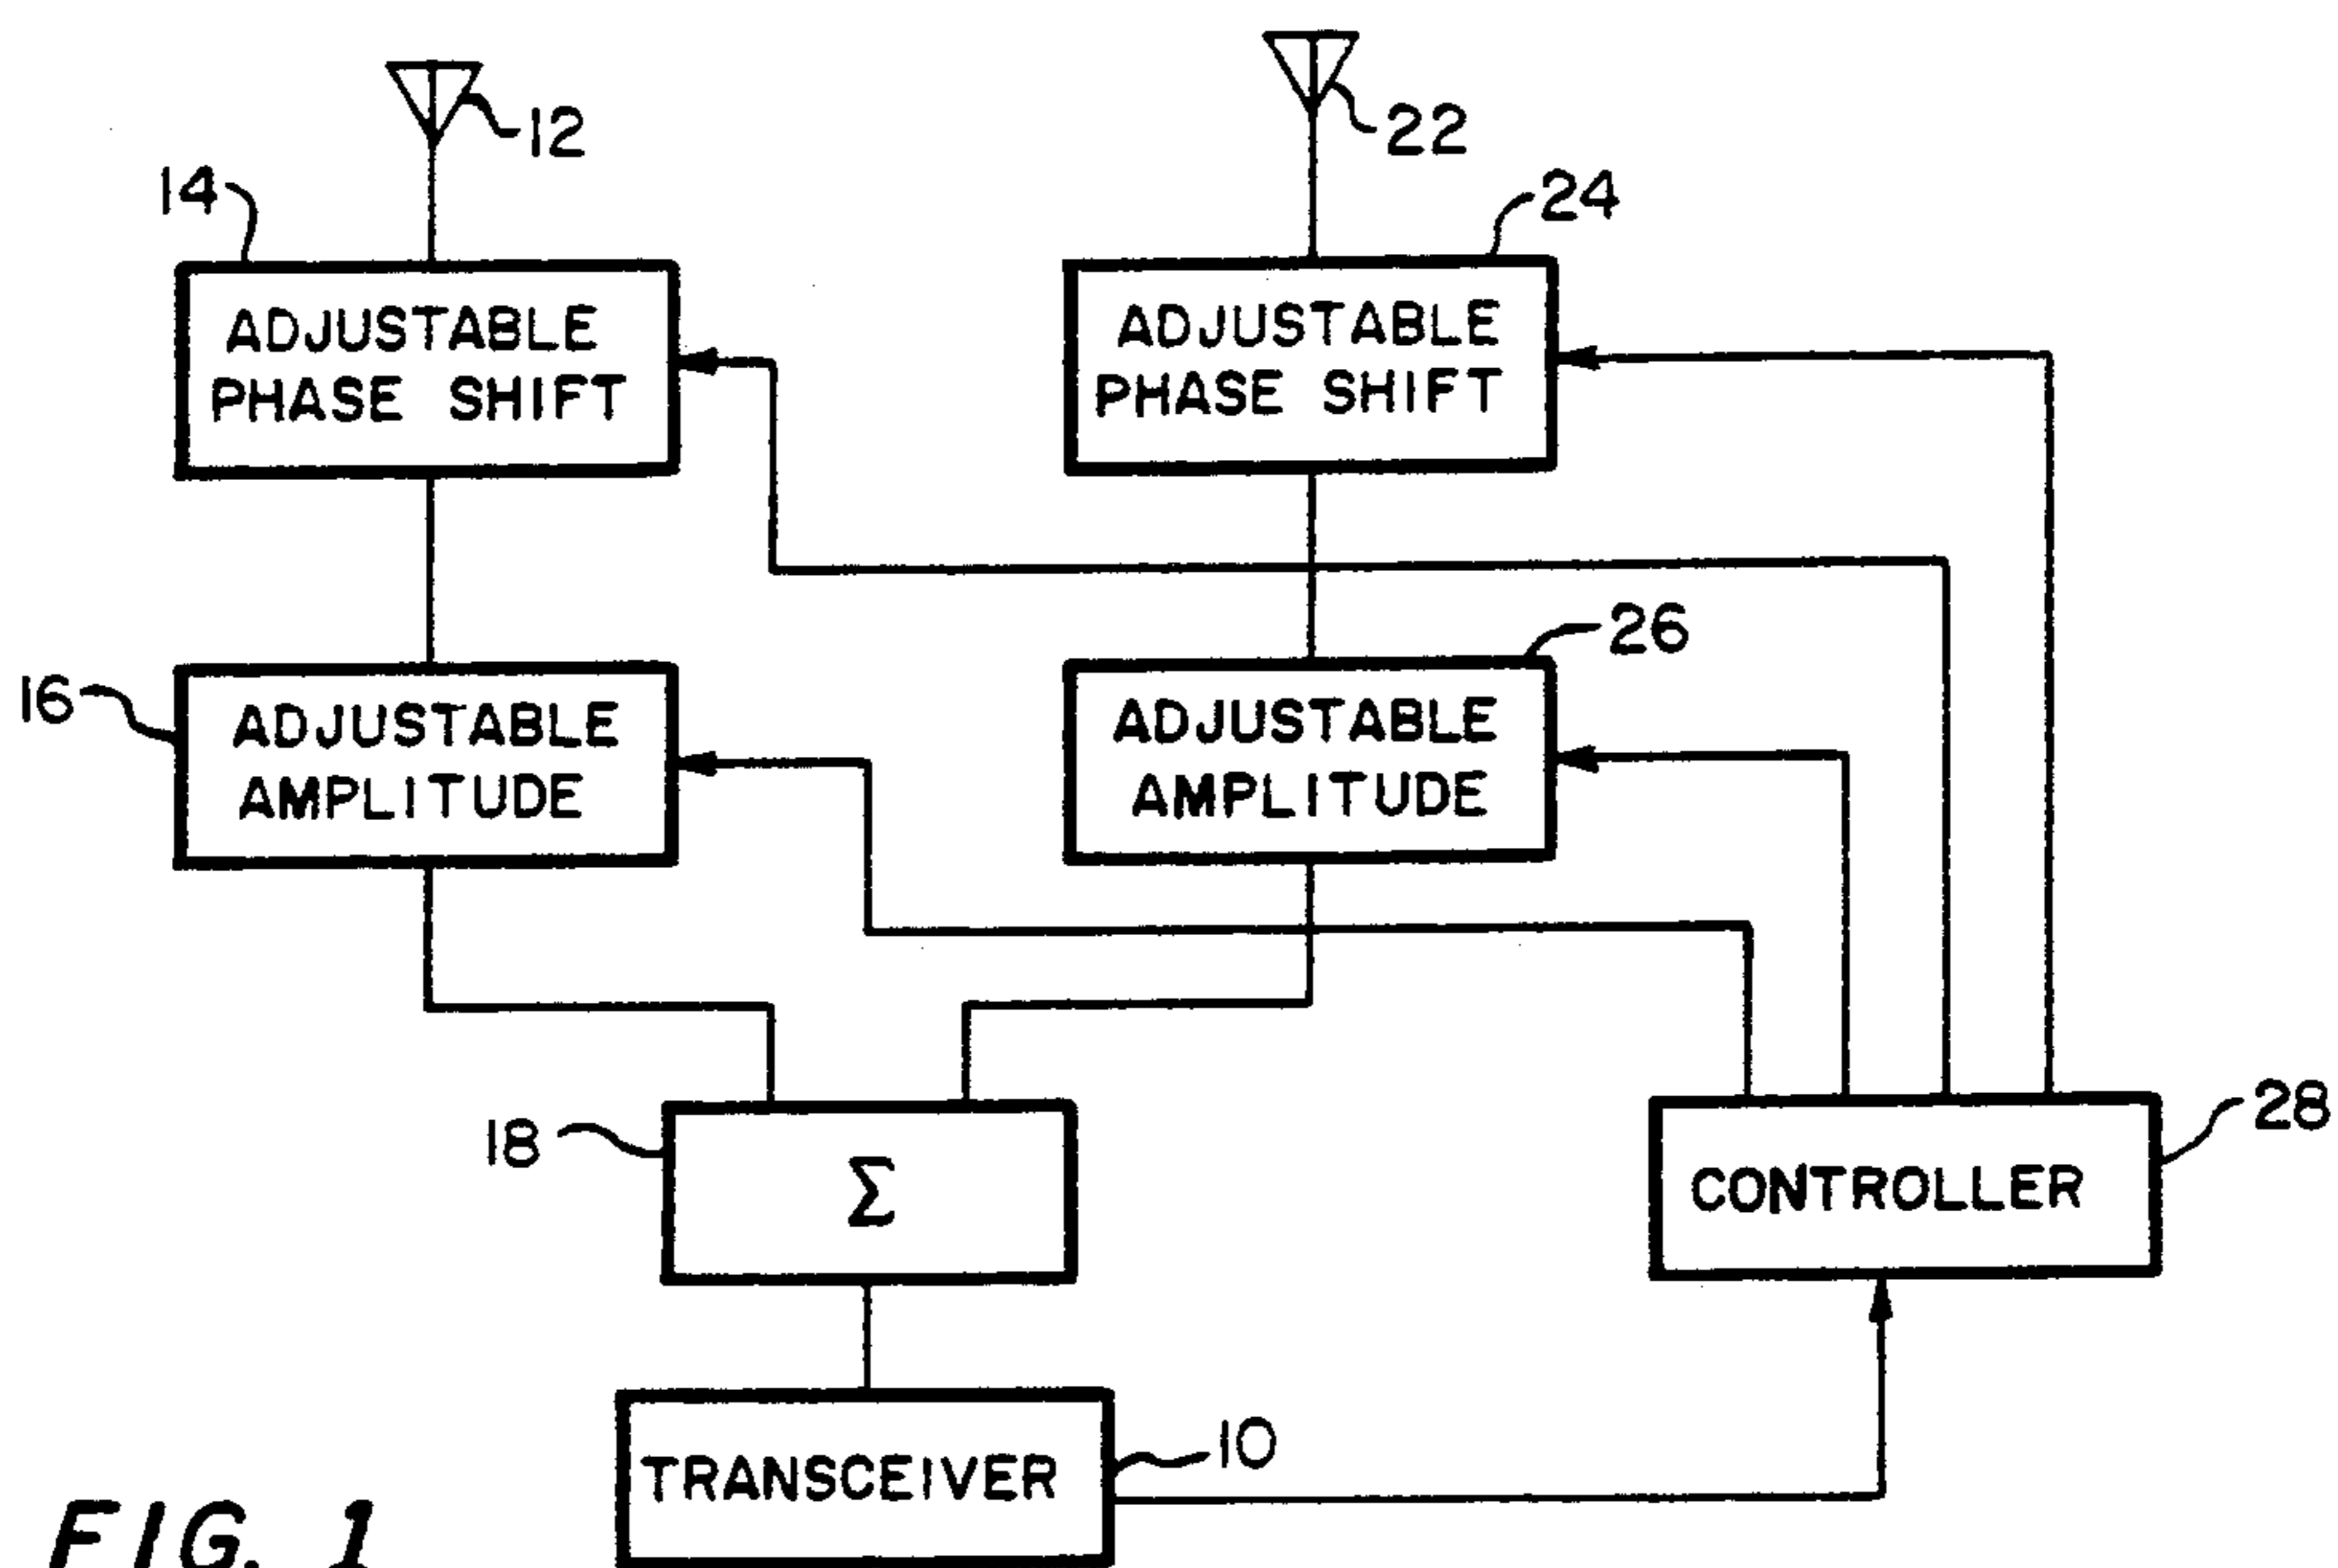 12
22
14
24
ADJUSTABLE
PHASE SHIFT
ADJUSTABLE
PHASE SHIFT
26
16
ADJUSTABLE
AMPLITUDE
ADJUSTABLE
AMPLITUDE
18
Σ
28
CONTROLLER
10
TRANSCEIVER
FIG. 1